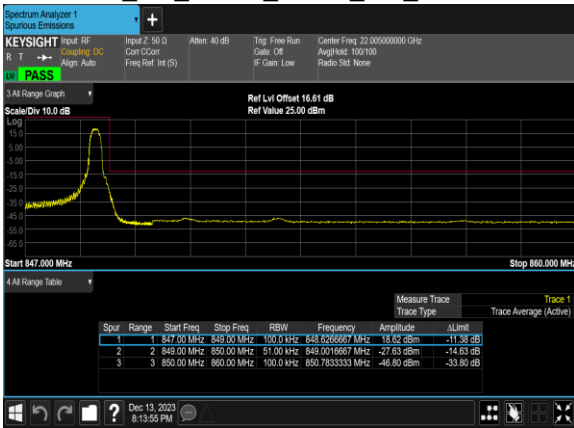 Spectrum Analyzer 1
Spurious Emissions
KEYSIGHT Input: RF Input Z: 50 Ω Atten: 40 dB Trig: Free Run Center Freq: 22.005000000 GHz
R T Coupling: DC Corr CCorr Gate: Off Avg|Hold: 100/100
Align: Auto Freq Ref: Int (S) IF Gain: Low Radio Std: None
PASS
3 All Range Graph
Ref Lvl Offset 16.61 dB
Scale/Div 10.0 dB Ref Value 25.00 dBm
Log
15.0
5.00
-5.00
-15.0
-25.0
-35.0
-45.0
-55.0
-65.0
Start 847.000 MHz Stop 860.000 MHz
4 All Range Table
Measure Trace Trace 1
Trace Type Trace Average (Active)
Spur Range Start Freq Stop Freq RBW Frequency Amplitude ΔLimit
1 1 847.00 MHz 849.00 MHz 100.0 kHz 848.6266667 MHz 18.62 dBm -11.38 dB
2 2 849.00 MHz 850.00 MHz 51.00 kHz 849.0016667 MHz -27.63 dBm -14.63 dB
3 3 850.00 MHz 860.00 MHz 100.0 kHz 850.7833333 MHz -46.80 dBm -33.80 dB
Dec 13, 2023
8:13:55 PM